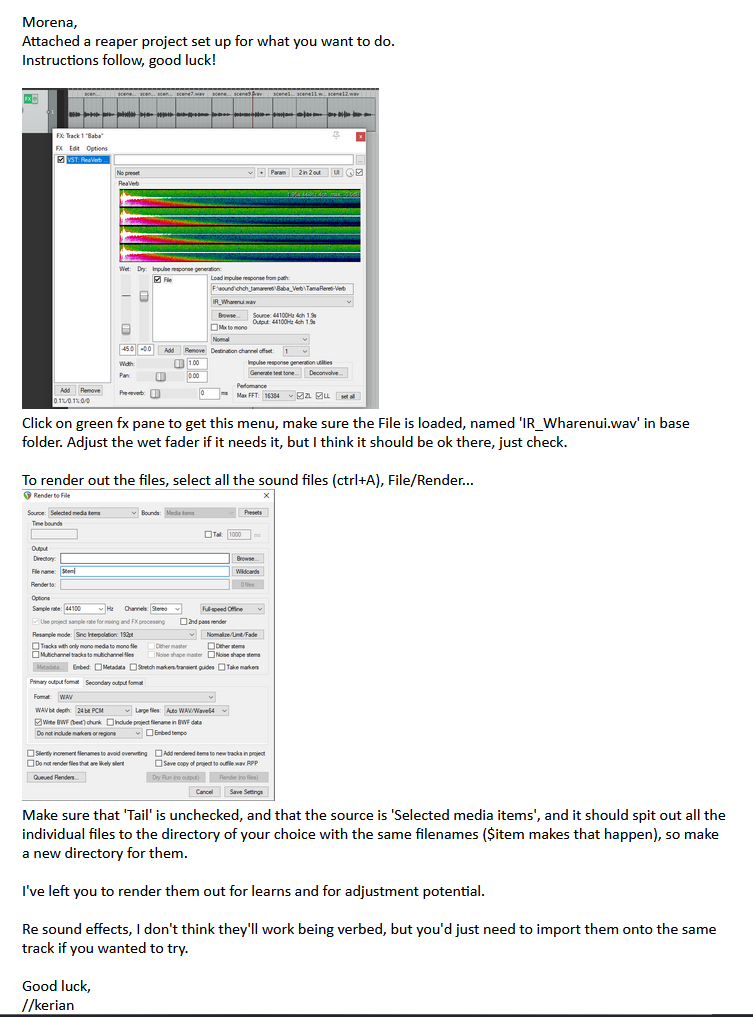 Morena,
Attached a reaper project set up for what you want to do.
Instructions follow, good luck!
scene7.wav
scene12.wav
FX: Track 1 "Baba"
FX Edit Options
VST: ReaVerb
No preset + Param 2 in 2 out UI
ReaVerb
Wet: Dry: Impulse response generation:
File
Load impulse response from path:
IR_Wharenui.wav
Browse... Source: 44100Hz 4ch 1.9s
Output: 44100Hz 4ch 1.9s
Mix to mono
Normal
-45.0 -+0.0 Add Remove Destination channel offset: 1
Width: 1.00 Impulse response generation utilities
Pan: 0.00 Generate test tone... Deconvolve...
Performance
Pre-reverb: 0 ms Max FFT: 16384 ZL LL set all
Add Remove
0.1%/0.1% 0/0
Click on green fx pane to get this menu, make sure the File is loaded, named 'IR_Wharenui.wav' in base
folder. Adjust the wet fader if it needs it, but I think it should be ok there, just check.
To render out the files, select all the sound files (ctrl+A), File/Render...
Render to File
Source: Selected media items Bounds: Media items Presets
Time bounds
Tail: 1000 ms
Output
Directory: Browse...
File name: $item Wildcards
Render to: 0 files
Options
Sample rate: 44100 Hz Channels: Stereo Full-speed Offline
Use project sample rate for mixing and FX processing 2nd pass render
Resample mode: Sinc Interpolation: 192pt Normalize/Limit/Fade
Tracks with only mono media to mono files Dither master Dither stems
Multichannel tracks to multichannel files Noise shape master Noise shape stems
Metadata... Embed: Metadata Stretch markers/transient guides Take markers
Primary output format Secondary output format
Format: WAV
WAV bit depth: 24 bit PCM Large files: Auto WAV/Wave64
Write BWF ('bext') chunk Include project filename in BWF data
Do not include markers or regions Embed tempo
Silently increment filenames to avoid overwriting Add rendered items to new tracks in project
Do not render files that are likely silent Save copy of project to outfile.wav.RPP
Queued Renders... Dry Run (no output) Render (no files)
Cancel Save Settings
Make sure that 'Tail' is unchecked, and that the source is 'Selected media items', and it should spit out all the
individual files to the directory of your choice with the same filenames ($item makes that happen), so make
a new directory for them.
I've left you to render them out for learns and for adjustment potential.
Re sound effects, I don't think they'll work being verbed, but you'd just need to import them onto the same
track if you wanted to try.
Good luck,
//kerian